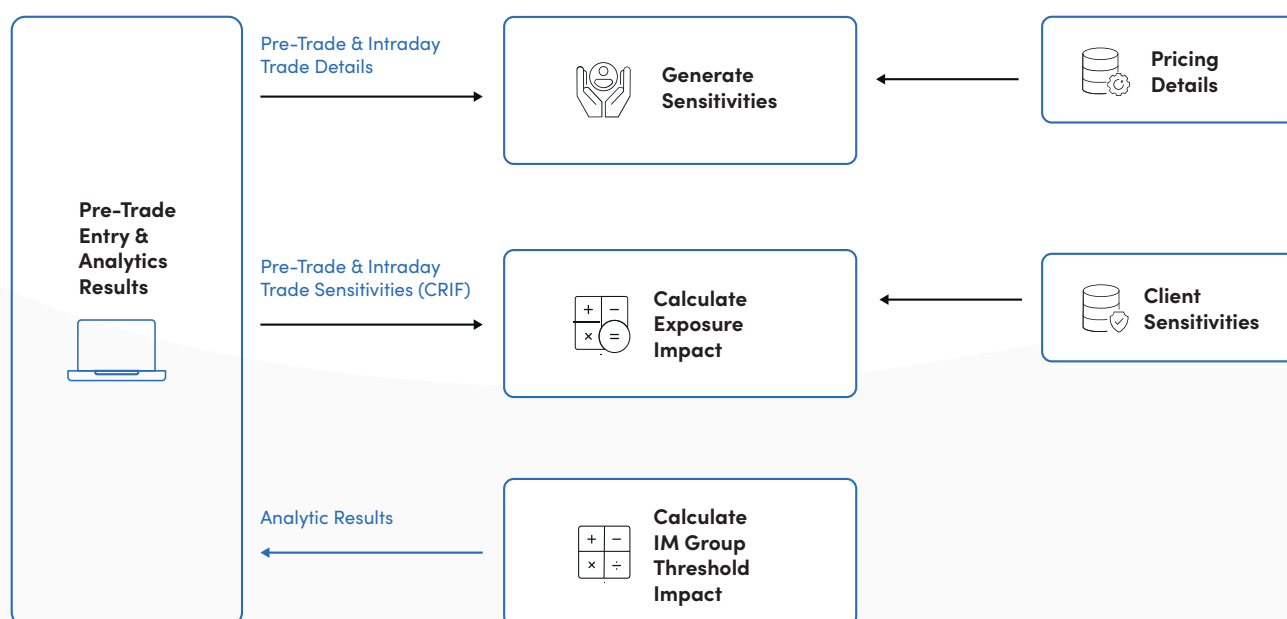 Pre-Trade & Intraday
Trade Details
Generate
Sensitivities
Pricing
Details
Pre-Trade
Entry &
Analytics
Results
Pre-Trade & Intraday
Trade Sensitivities (CRIF)
Calculate
Exposure
Impact
Client
Sensitivities
Analytic Results
Calculate
IM Group
Threshold
Impact